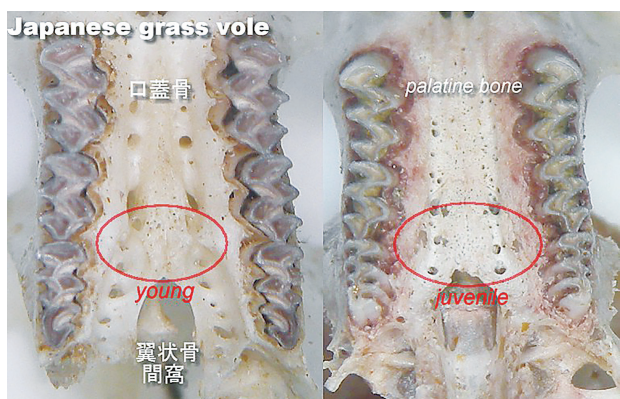 Japanese grass vole
口蓋骨
palatine bone
young
juvenile
翼状骨
間窩